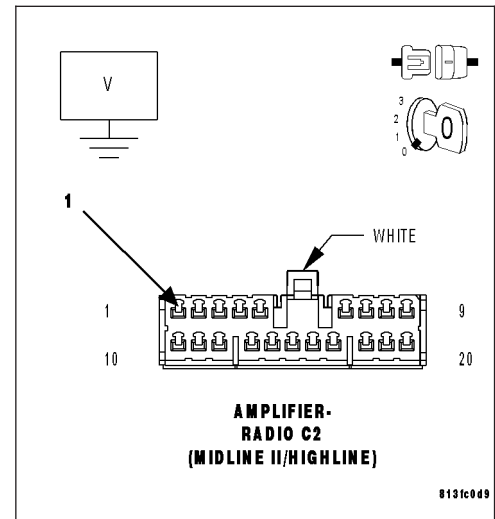 V
3
2
1
0
1
WHITE
1
9
10
20
AMPLIFIER-
RADIO C2
(MIDLINE II/HIGHLINE)
813fc0d9